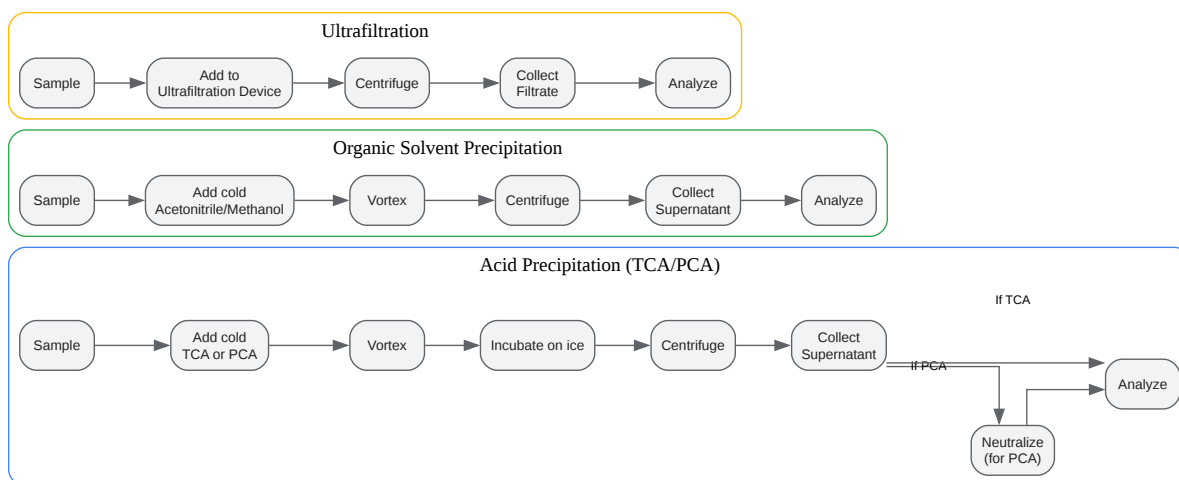 Ultrafiltration
Sample
Add to
Ultrafiltration Device
Centrifuge
Collect
Filtrate
Analyze
Organic Solvent Precipitation
Sample
Add cold
Acetonitrile/Methanol
Vortex
Centrifuge
Collect
Supernatant
Analyze
Acid Precipitation (TCA/PCA)
Sample
Add cold
TCA or PCA
Vortex
Incubate on ice
Centrifuge
Collect
Supernatant
If TCA
If PCA
Neutralize
(for PCA)
Analyze